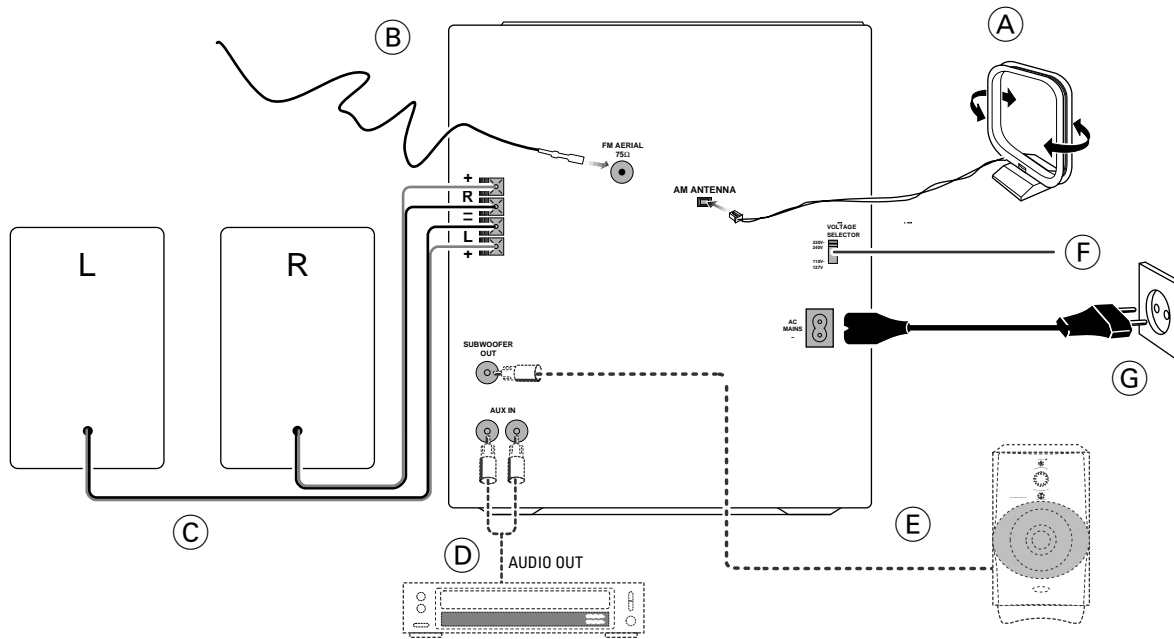 B
A
FM AERIAL
75Ω
+
R
–
L
+
AM ANTENNA
VOLTAGE
SELECTOR
220V-
240V
110V-
127V
F
L
R
AC
MAINS
~
SUBWOOFER
OUT
G
AUX IN
C
D
AUDIO OUT
E